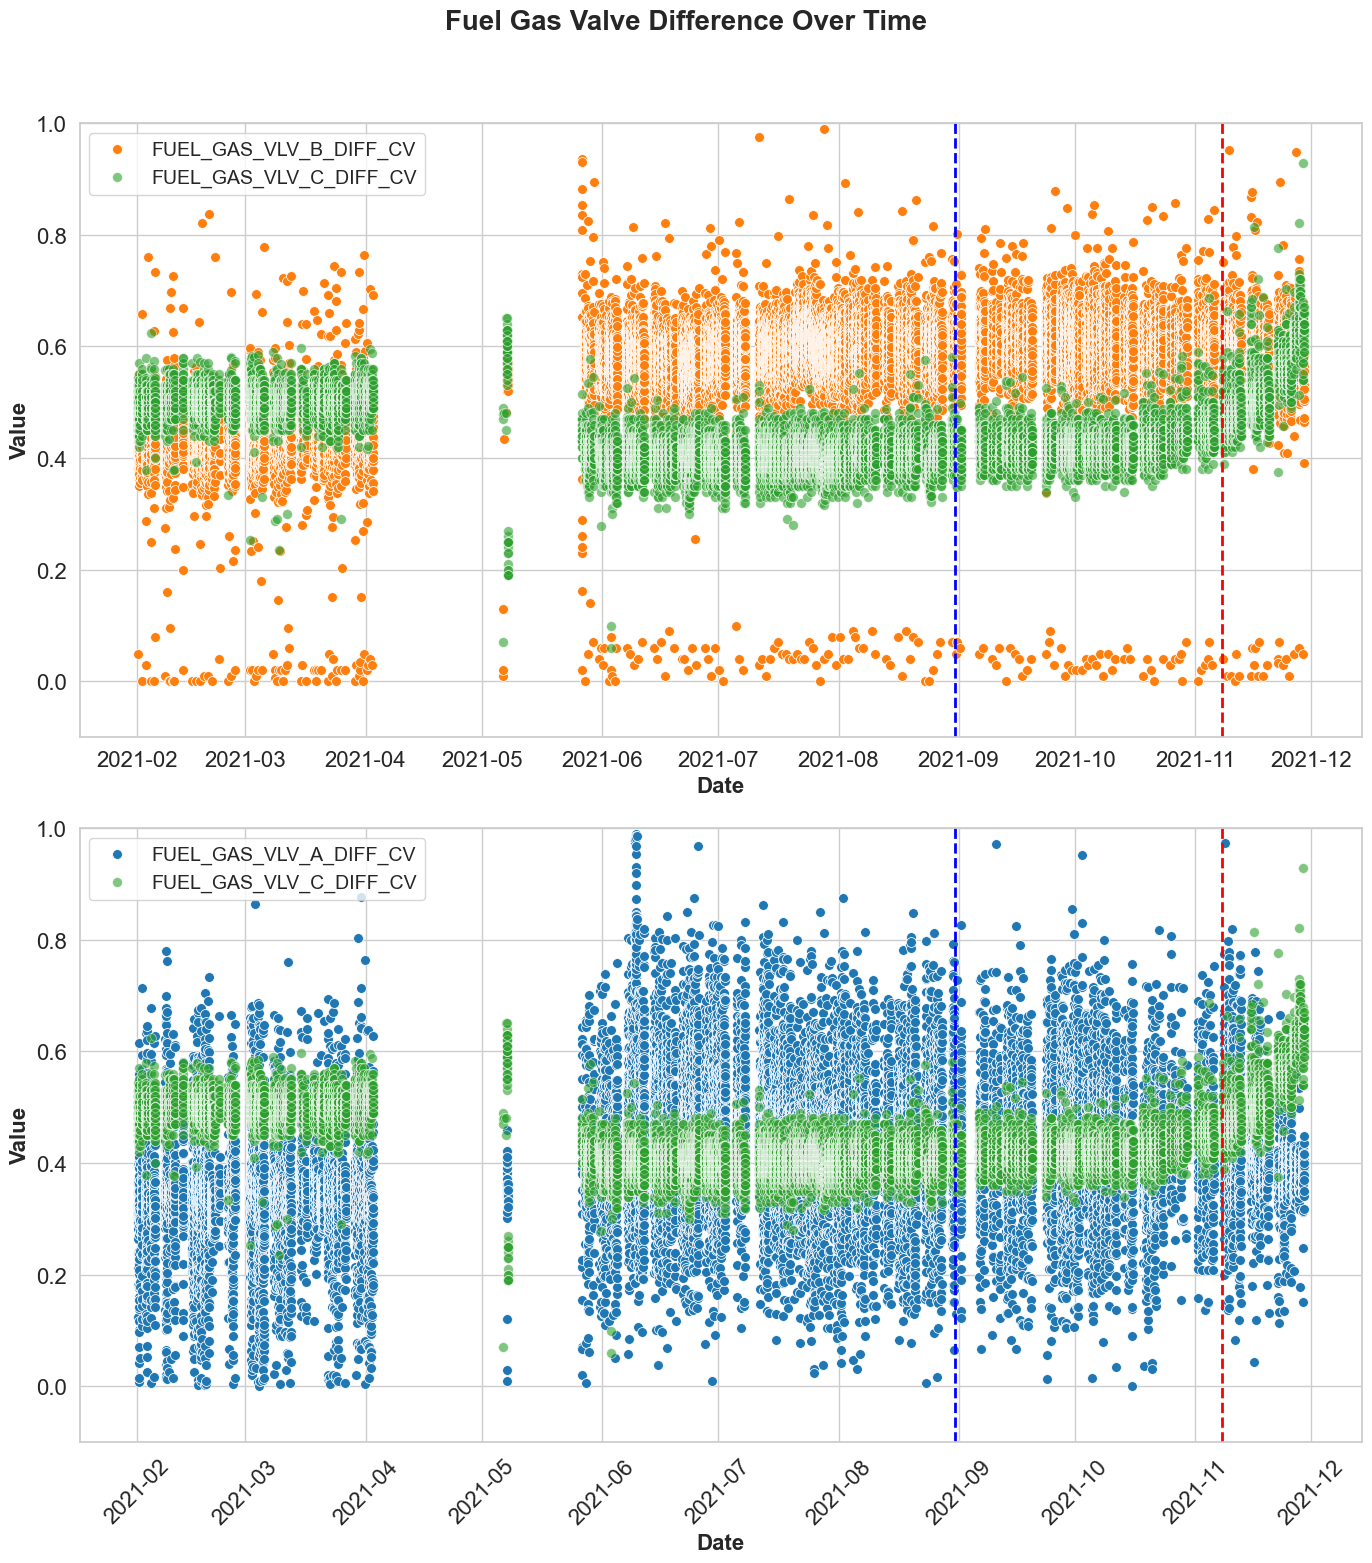 Fuel Gas Valve Difference Over Time
1.0
FUEL_GAS_VLV_B_DIFF_CV
FUEL_GAS_VLV_C_DIFF_CV
0.8
0.6
Value
0.4
0.2
0.0
2021-02 2021-03 2021-04 2021-05 2021-06 2021-07 2021-08 2021-09 2021-10 2021-11 2021-12
Date
1.0
FUEL_GAS_VLV_A_DIFF_CV
FUEL_GAS_VLV_C_DIFF_CV
0.8
0.6
Value
0.4
0.2
0.0
2021-02 2021-03 2021-04 2021-05 2021-06 2021-07 2021-08 2021-09 2021-10 2021-11 2021-12
Date